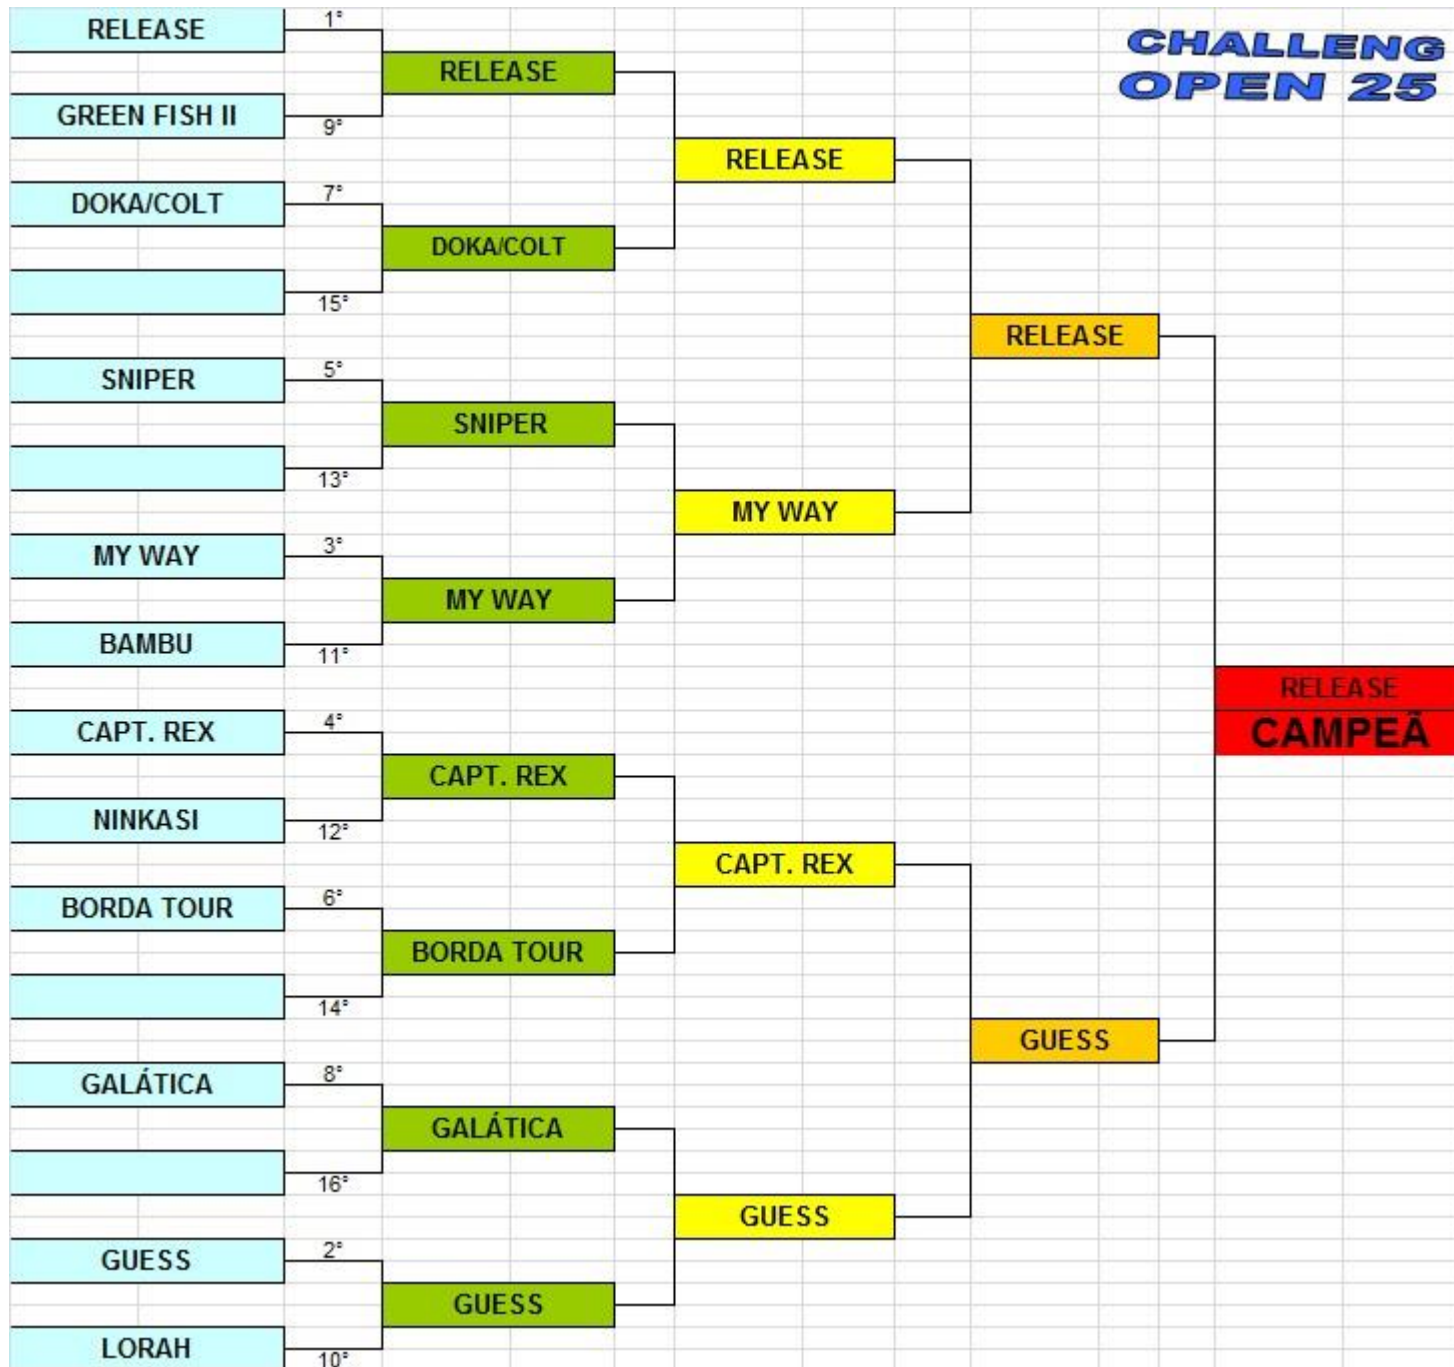 RELEASE
1°
GREEN FISH II
9°
DOKA/COLT
7°
15°
SNIPER
5°
13°
MY WAY
3°
BAMBU
11°
CAPT. REX
4°
NINKASI
12°
BORDA TOUR
6°
14°
GALÁTICA
8°
16°
GUESS
2°
LORAH
10°
RELEASE
DOKA/COLT
SNIPER
MY WAY
CAPT. REX
BORDA TOUR
GALÁTICA
GUESS
RELEASE
MY WAY
CAPT. REX
GUESS
RELEASE
GUESS
CHALLENG
OPEN 25
RELEASE
CAMPEÃ